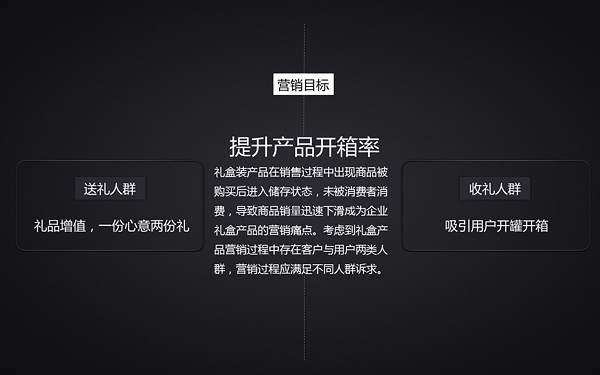 营销目标
提升产品开箱率
礼盒装产品在销售过程中出现商品被
购买后进入储存状态，未被消费者消
费，导致商品销量迅速下滑成为企业
礼盒产品的营销痛点。考虑到礼盒产
品营销过程中存在客户与用户两类人
群，营销过程应满足不同人群诉求。
送礼人群
礼品增值，一份心意两份礼
收礼人群
吸引用户开罐开箱